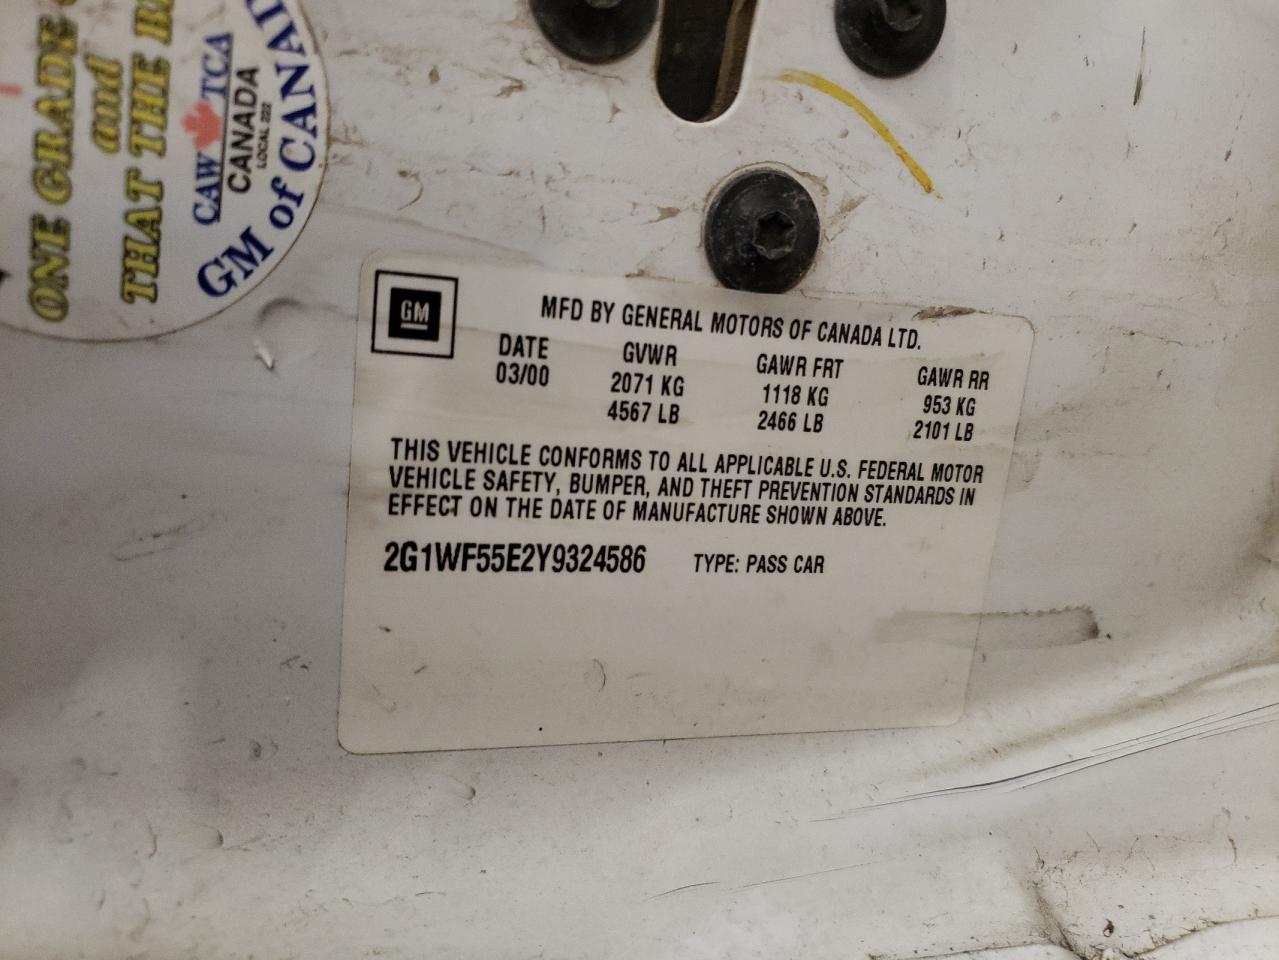 ONE GRADE
and
THAT THE
CAW TCA
CANADA
LOCAL 222
GM of CANAD
GM
MFD BY GENERAL MOTORS OF CANADA LTD.
DATE GVWR GAWR FRT GAWR RR
03/00 2071 KG 1118 KG 953 KG
4567 LB 2466 LB 2101 LB
THIS VEHICLE CONFORMS TO ALL APPLICABLE U.S. FEDERAL MOTOR
VEHICLE SAFETY, BUMPER, AND THEFT PREVENTION STANDARDS IN
EFFECT ON THE DATE OF MANUFACTURE SHOWN ABOVE.
2G1WF55E2Y9324586 TYPE: PASS CAR